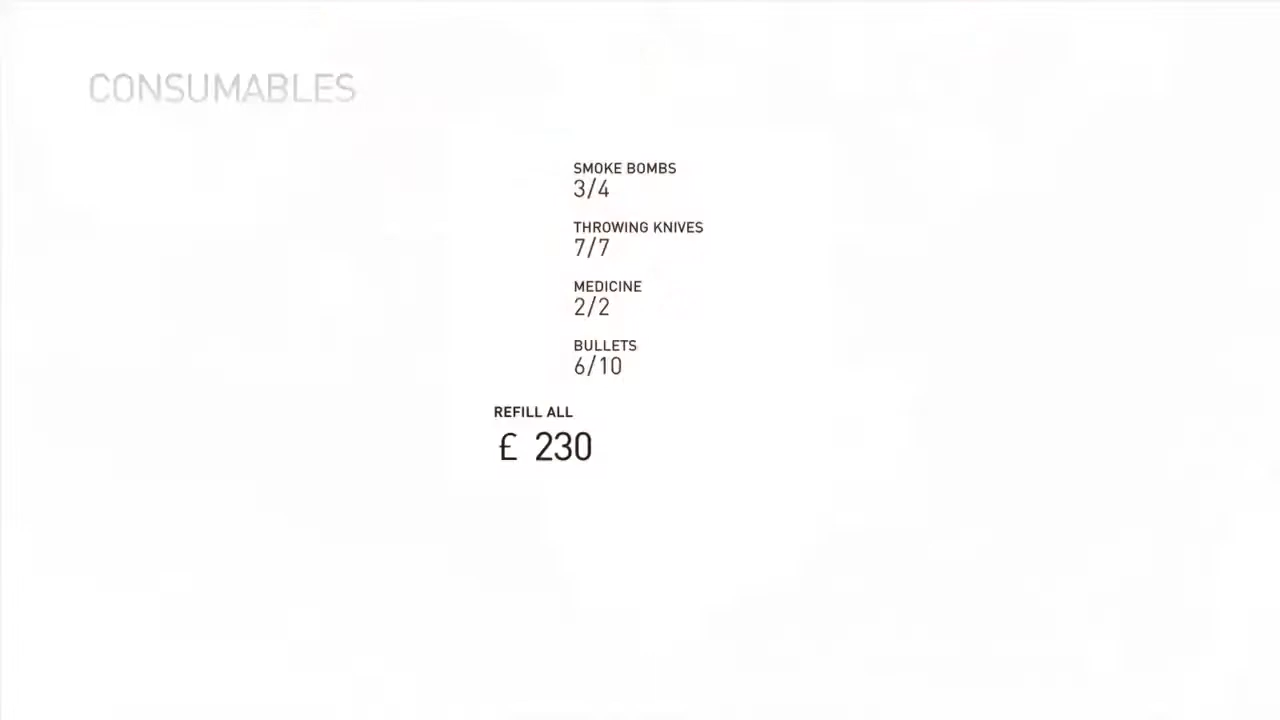 CONSUMABLES
SMOKE BOMBS
3/4
THROWING KNIVES
7/7
MEDICINE
2/2
BULLETS
6/10
REFILL ALL
£ 230